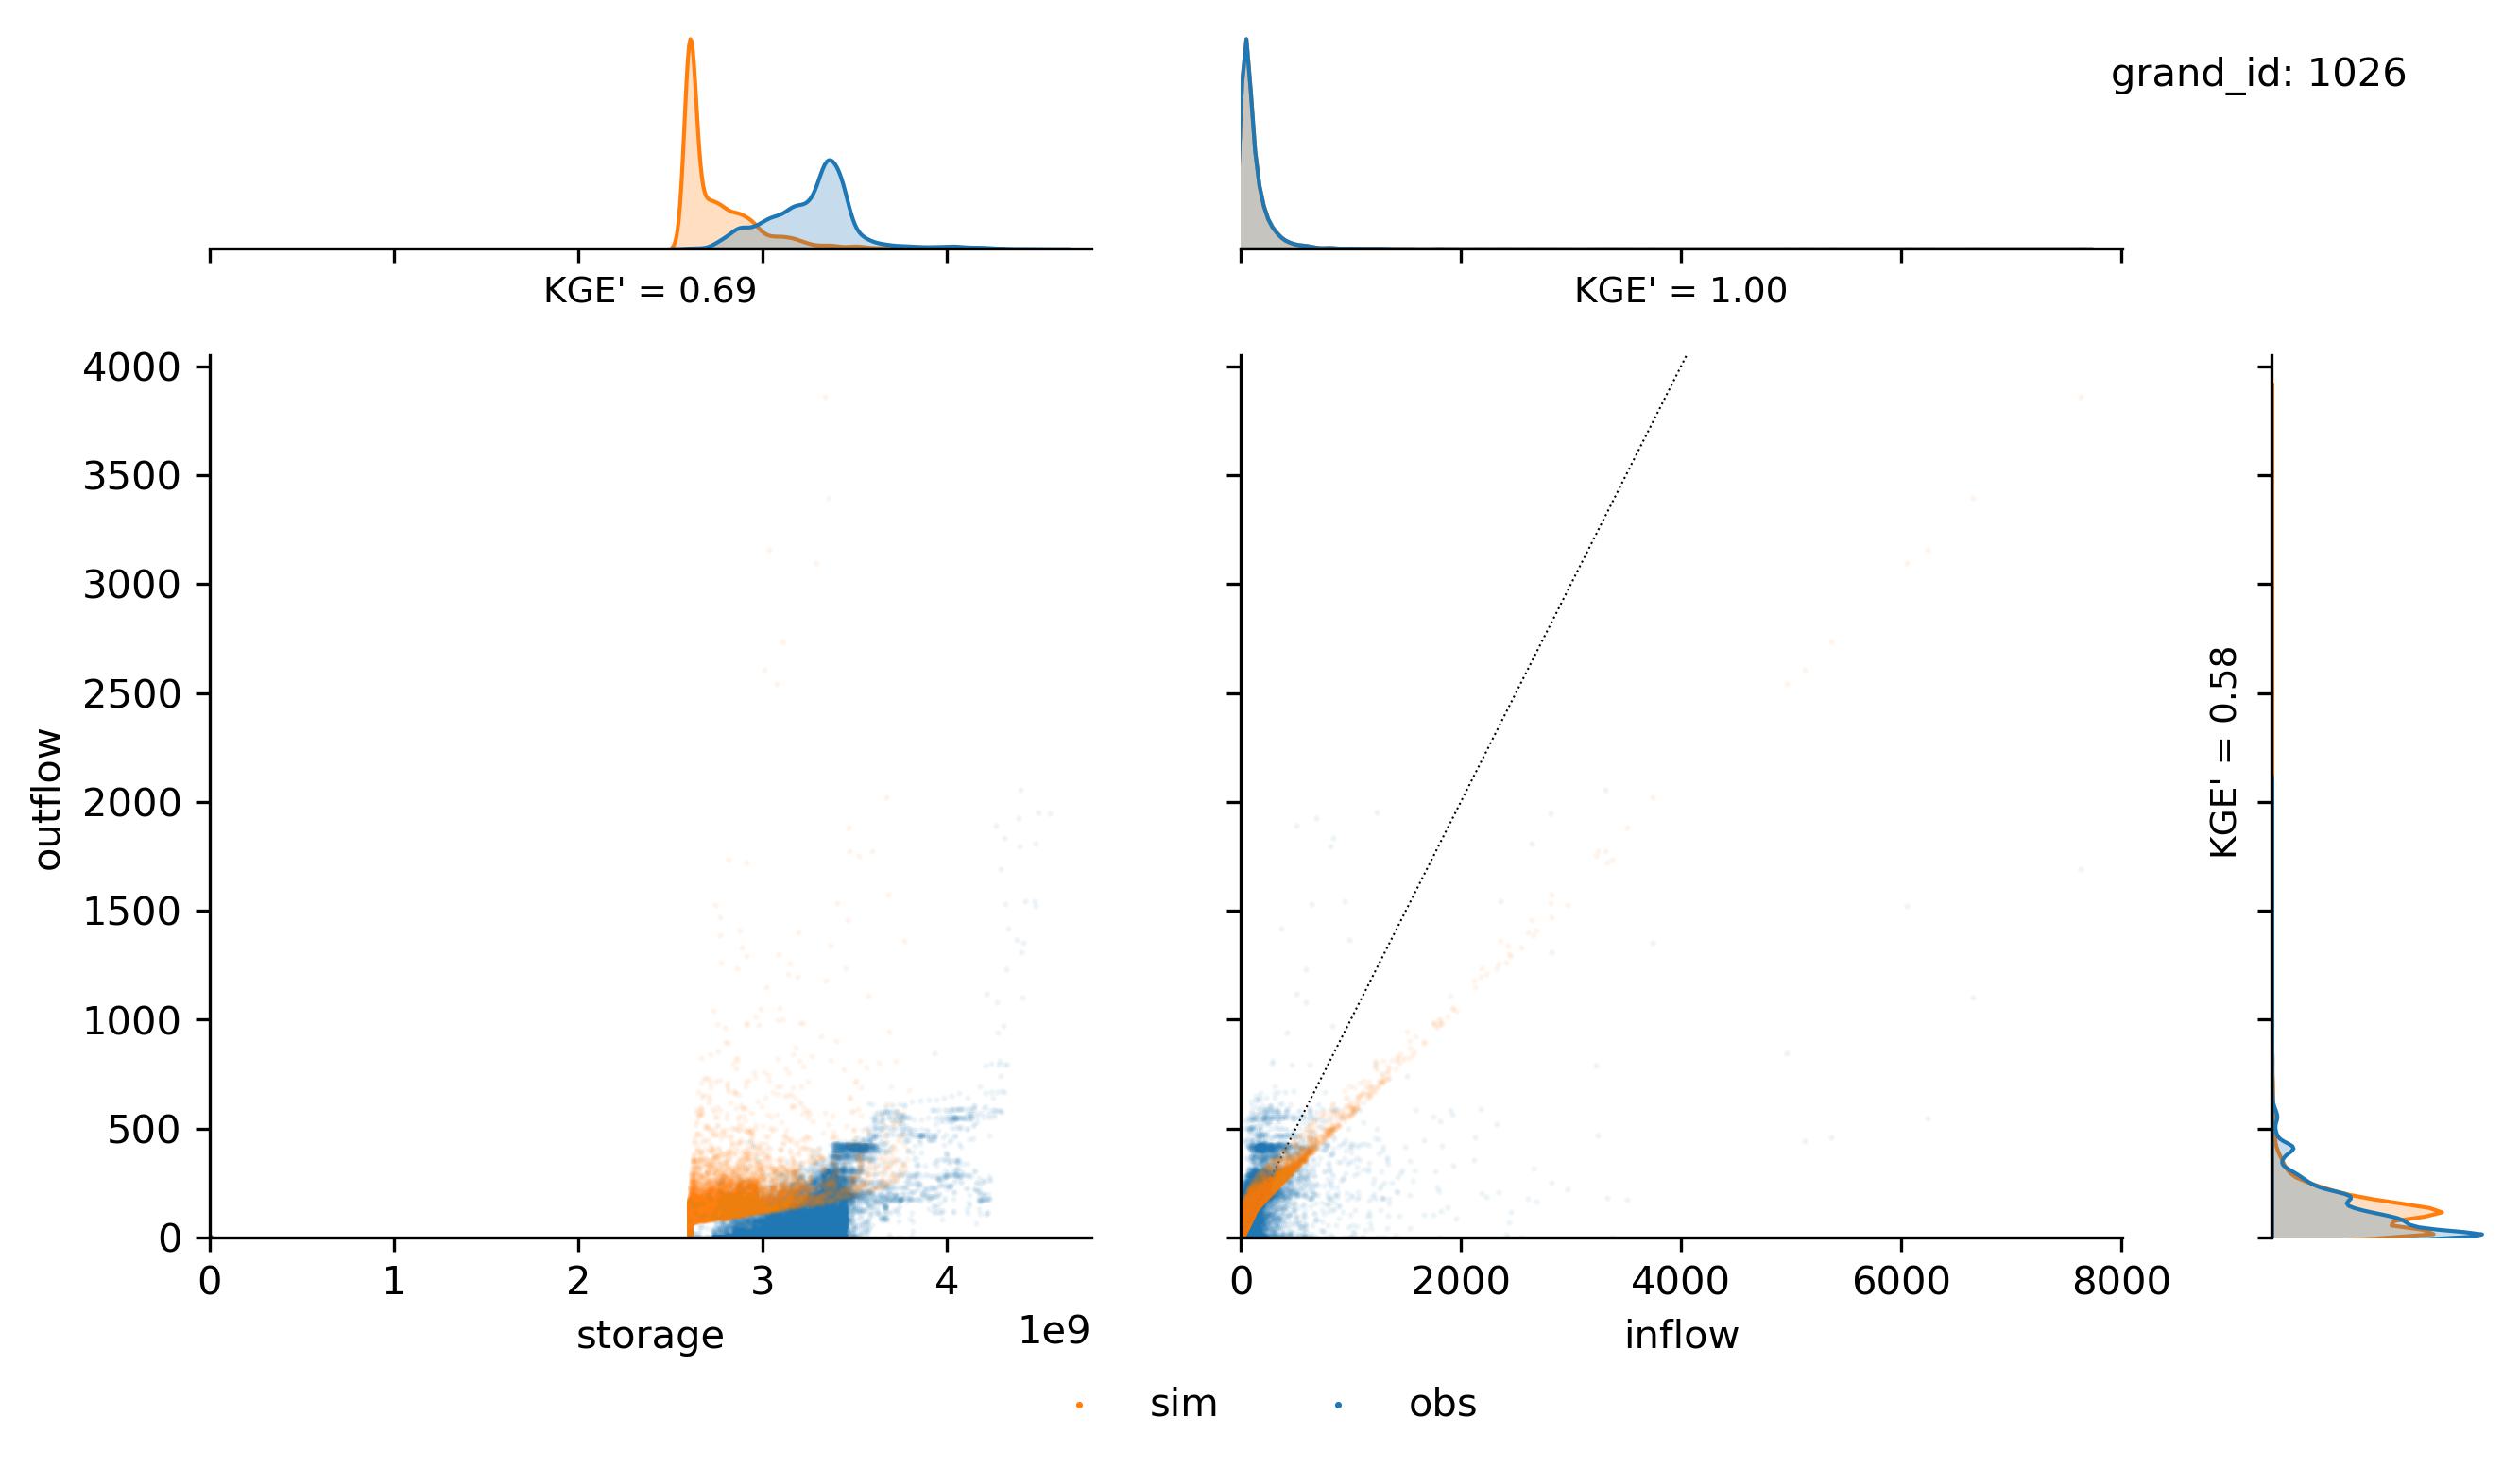 grand_id: 1026
KGE' = 0.69
KGE' = 1.00
4000
3500
3000
2500
2000
1500
1000
500
0
outflow
KGE' = 0.58
0 1 2 3 4
0 2000 4000 6000 8000
storage
1e9
inflow
sim obs